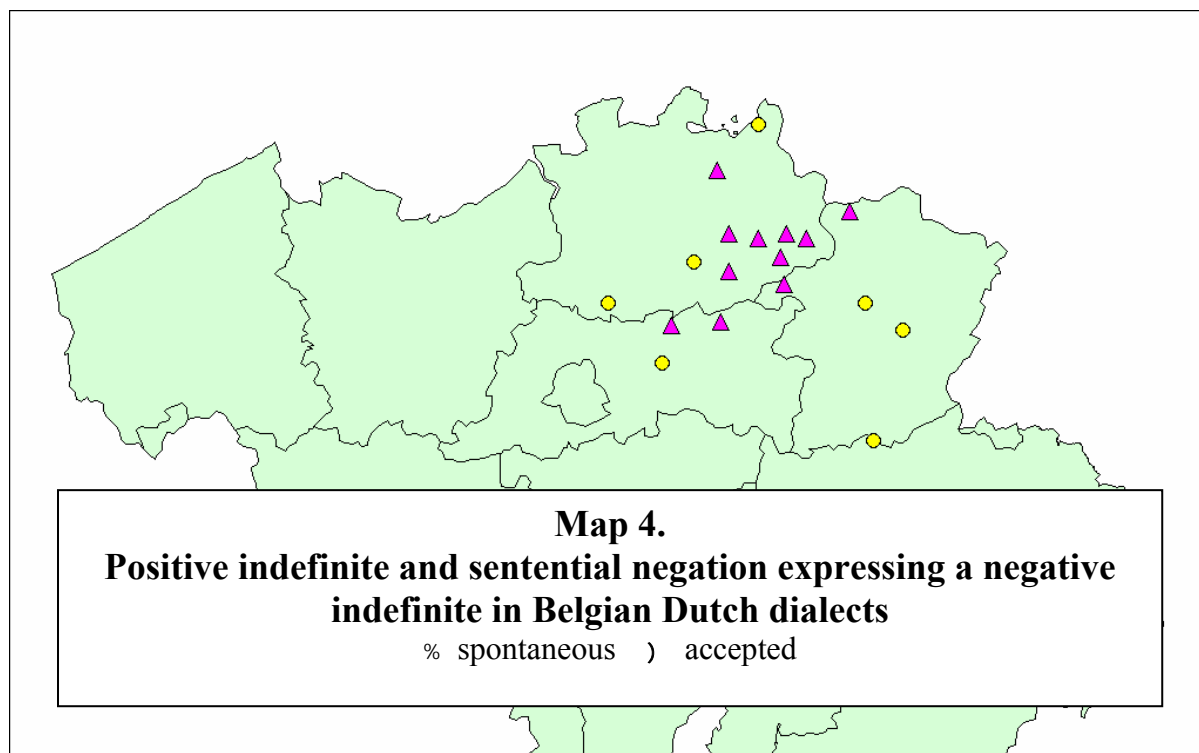 Map 4.
Positive indefinite and sentential negation expressing a negative
indefinite in Belgian Dutch dialects
% spontaneous ) accepted